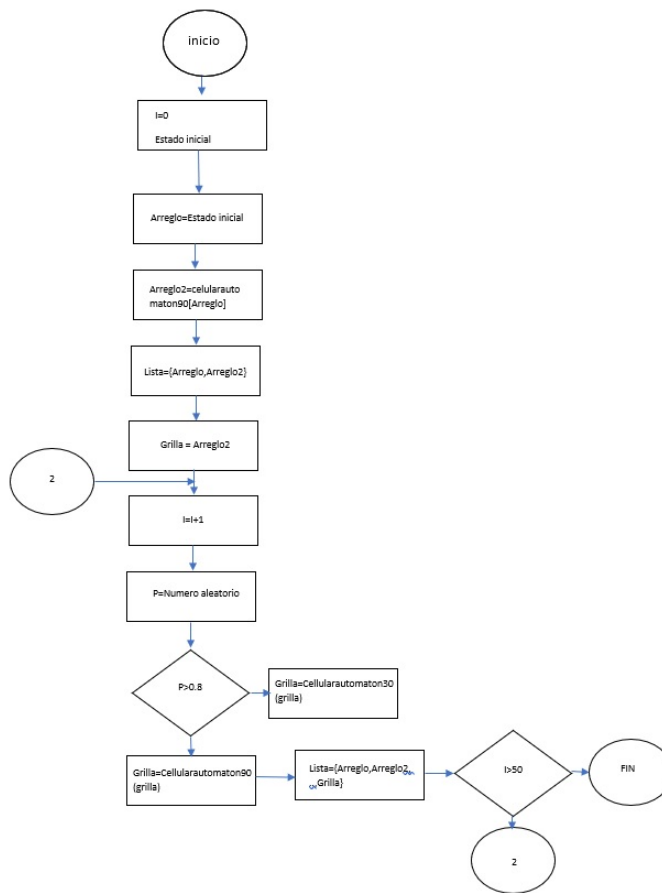 inicio
I=0
Estado inicial
Arreglo=Estado inicial
Arreglo2=celularauto
maton90[Arreglo]
Lista={Arreglo,Arreglo2}
Grilla = Arreglo2
2
I=I+1
P=Numero aleatorio
P>0.8
Grilla=Cellularautomaton30
(grilla)
Grilla=Cellularautomaton90
(grilla)
Lista={Arreglo,Arreglo2,
,Grilla}
I>50
FIN
2